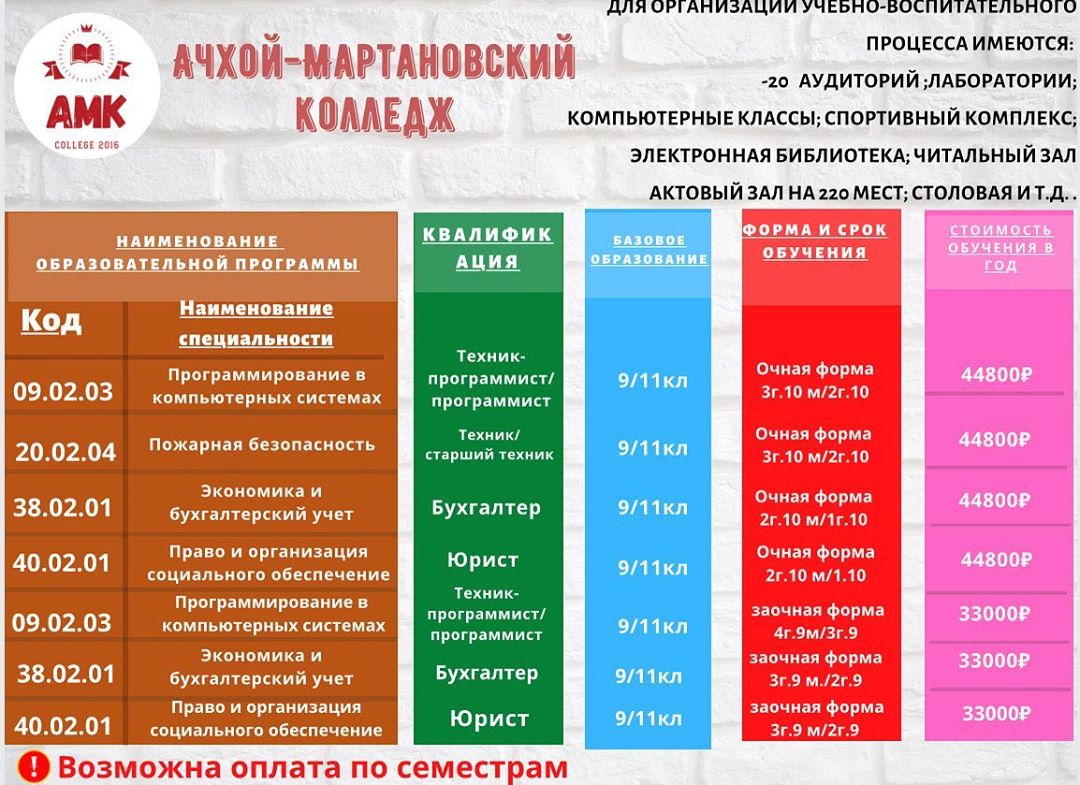 ДЛЯ ОРГАНИЗАЦИИ УЧЕБНО-ВОСПИТАТЕЛЬНОГО
ПРОЦЕССА ИМЕЮТСЯ:
-20 АУДИТОРИЙ ;ЛАБОРАТОРИИ;
КОМПЬЮТЕРНЫЕ КЛАССЫ; СПОРТИВНЫЙ КОМПЛЕКС;
ЭЛЕКТРОННАЯ БИБЛИОТЕКА; ЧИТАЛЬНЫЙ ЗАЛ
АКТОВЫЙ ЗАЛ НА 220 МЕСТ; СТОЛОВАЯ И Т.Д. .
АМК
COLLEGE 2016
АЧХОЙ-МАРТАНОВСКИЙ
КОЛЛЕДЖ
НАИМЕНОВАНИЕ
ОБРАЗОВАТЕЛЬНОЙ ПРОГРАММЫ
КВАЛИФИК
АЦИЯ
БАЗОВОЕ
ОБРАЗОВАНИЕ
ФОРМА И СРОК
ОБУЧЕНИЯ
СТОИМОСТЬ
ОБУЧЕНИЯ В
ГОД
Код
Наименование
специальности
09.02.03
Программирование в
компьютерных системах
Техник-
программист/
программист
9/11кл
Очная форма
3г.10 м/2г.10
44800₽
20.02.04
Пожарная безопасность
Техник/
старший техник
9/11кл
Очная форма
3г.10 м/2г.10
44800₽
38.02.01
Экономика и
бухгалтерский учет
Бухгалтер
9/11кл
Очная форма
2г.10 м/1г.10
44800₽
40.02.01
Право и организация
социального обеспечение
Юрист
9/11кл
Очная форма
2г.10 м/1.10
44800₽
09.02.03
Программирование в
компьютерных системах
Техник-
программист/
программист
9/11кл
заочная форма
4г.9м/3г.9
33000₽
38.02.01
Экономика и
бухгалтерский учет
Бухгалтер
9/11кл
заочная форма
3г.9 м./2г.9
33000₽
40.02.01
Право и организация
социального обеспечение
Юрист
9/11кл
заочная форма
3г.9 м/2г.9
33000₽
Возможна оплата по семестрам